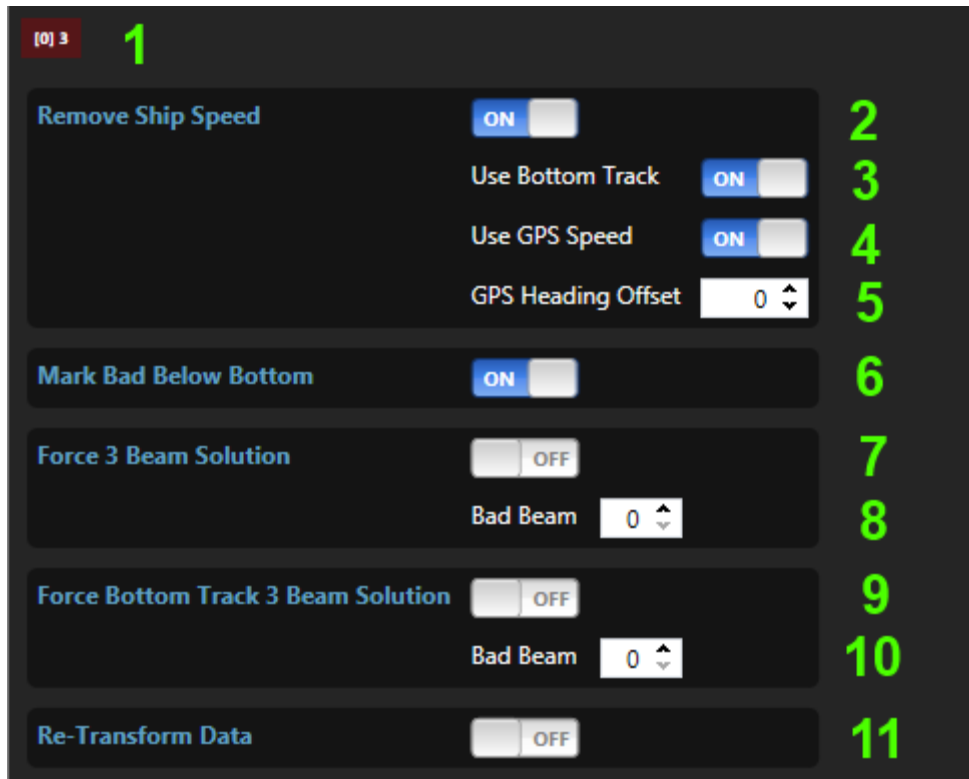 [0] 3 1
Remove Ship Speed ON 2
Use Bottom Track ON 3
Use GPS Speed ON 4
GPS Heading Offset 0 5
Mark Bad Below Bottom ON 6
Force 3 Beam Solution OFF 7
Bad Beam 0 8
Force Bottom Track 3 Beam Solution OFF 9
Bad Beam 0 10
Re-Transform Data OFF 11